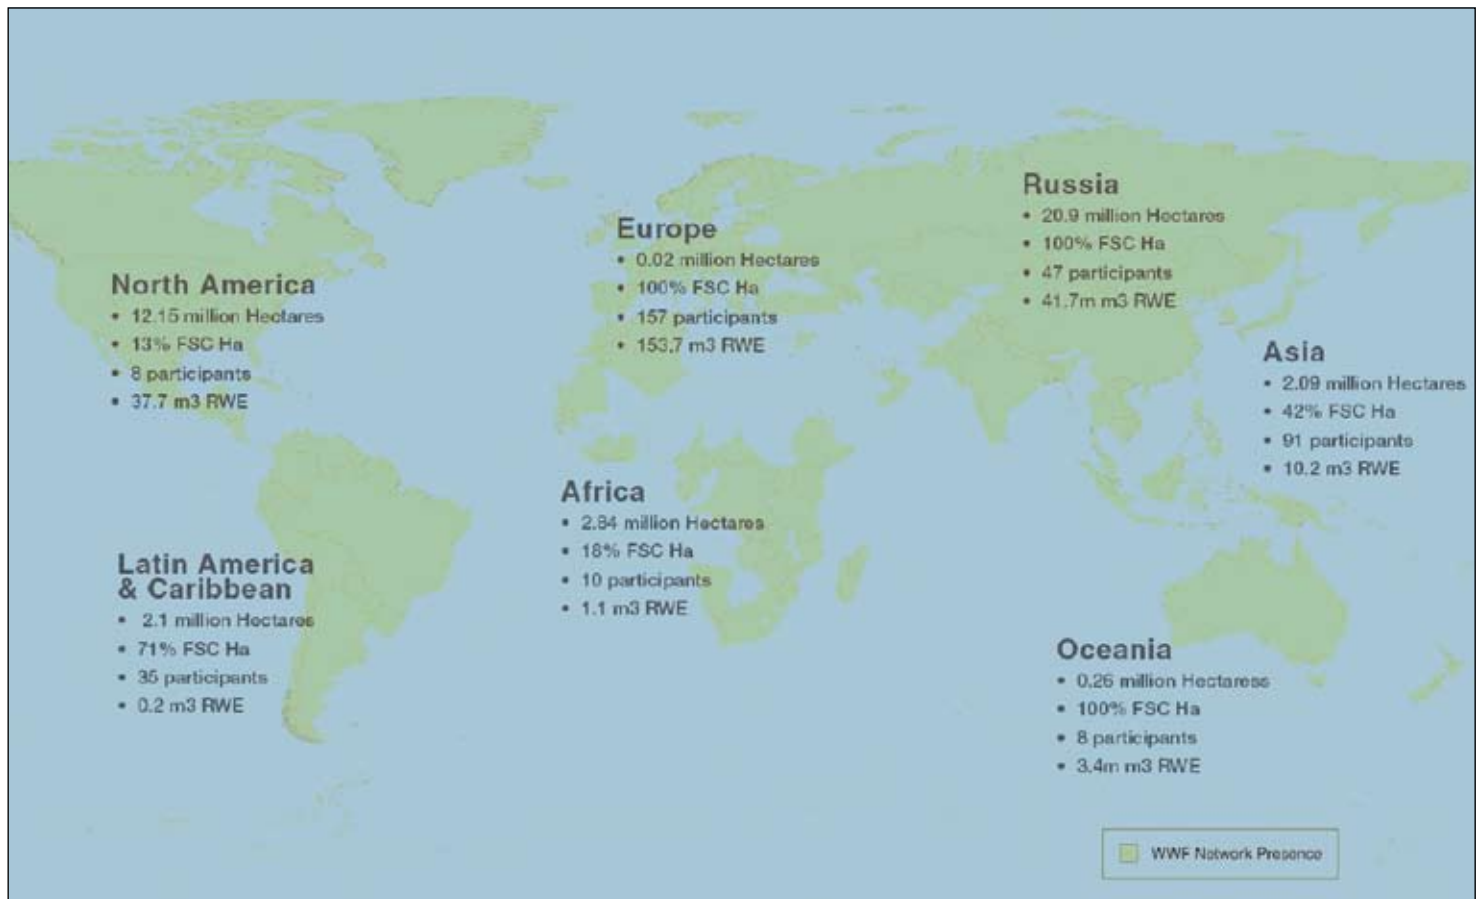 North America
• 12.15 million Hectares
• 13% FSC Ha
• 8 participants
• 37.7 m3 RWE
Latin America
& Caribbean
• 2.1 million Hectares
• 71% FSC Ha
• 35 participants
• 0.2 m3 RWE
Europe
• 0.02 million Hectares
• 100% FSC Ha
• 157 participants
• 153.7 m3 RWE
Africa
• 2.84 million Hectares
• 18% FSC Ha
• 10 participants
• 1.1 m3 RWE
Russia
• 20.9 million Hectares
• 100% FSC Ha
• 47 participants
• 41.7m m3 RWE
Asia
• 2.09 million Hectares
• 42% FSC Ha
• 91 participants
• 10.2 m3 RWE
Oceania
• 0.26 million Hectaress
• 100% FSC Ha
• 8 participants
• 3.4m m3 RWE
WWF Network Presence